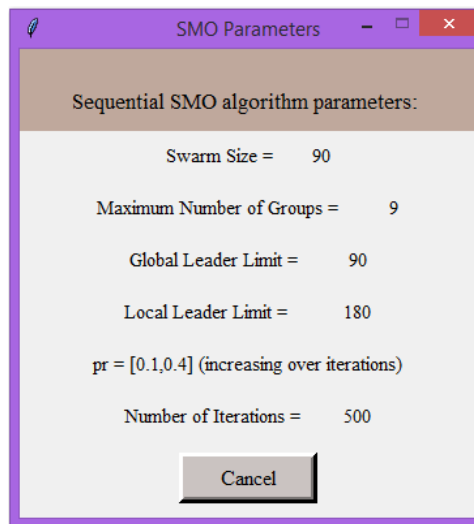 SMO Parameters
Sequential SMO algorithm parameters:
Swarm Size = 90
Maximum Number of Groups = 9
Global Leader Limit = 90
Local Leader Limit = 180
pr = [0.1,0.4] (increasing over iterations)
Number of Iterations = 500
Cancel